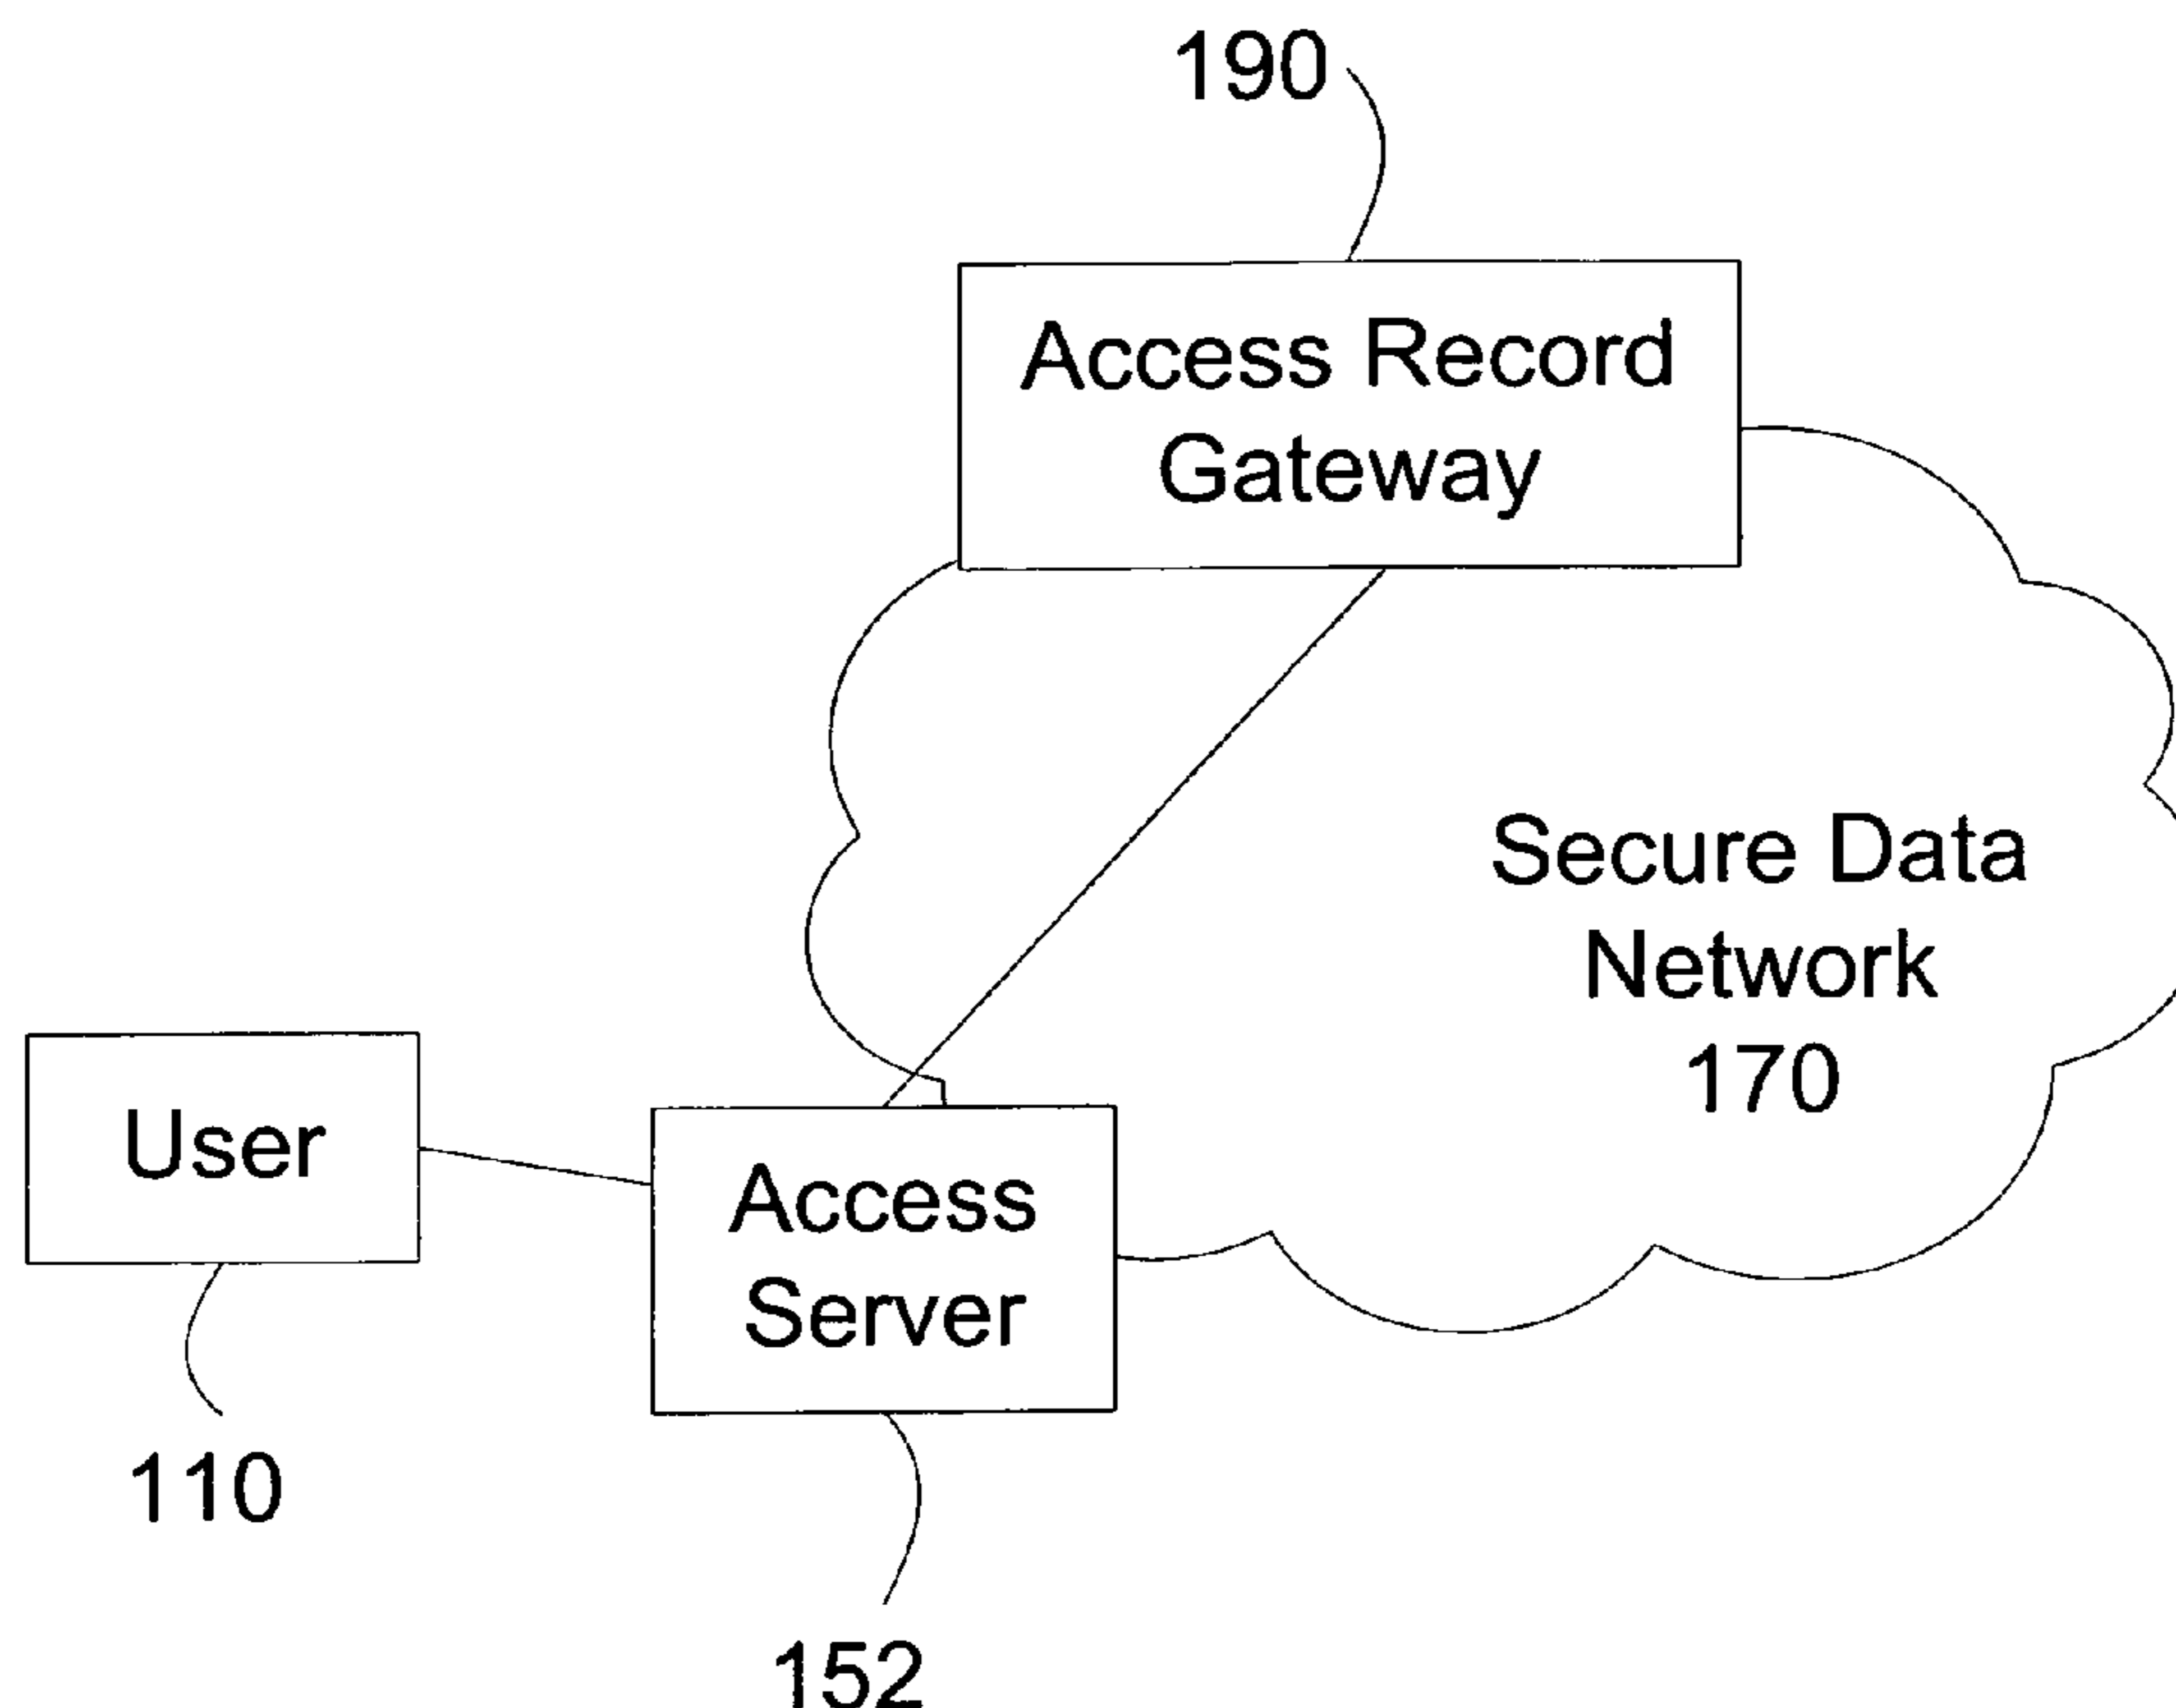 190
Access Record
Gateway
Secure Data
Network
170
User
Access
Server
110
152